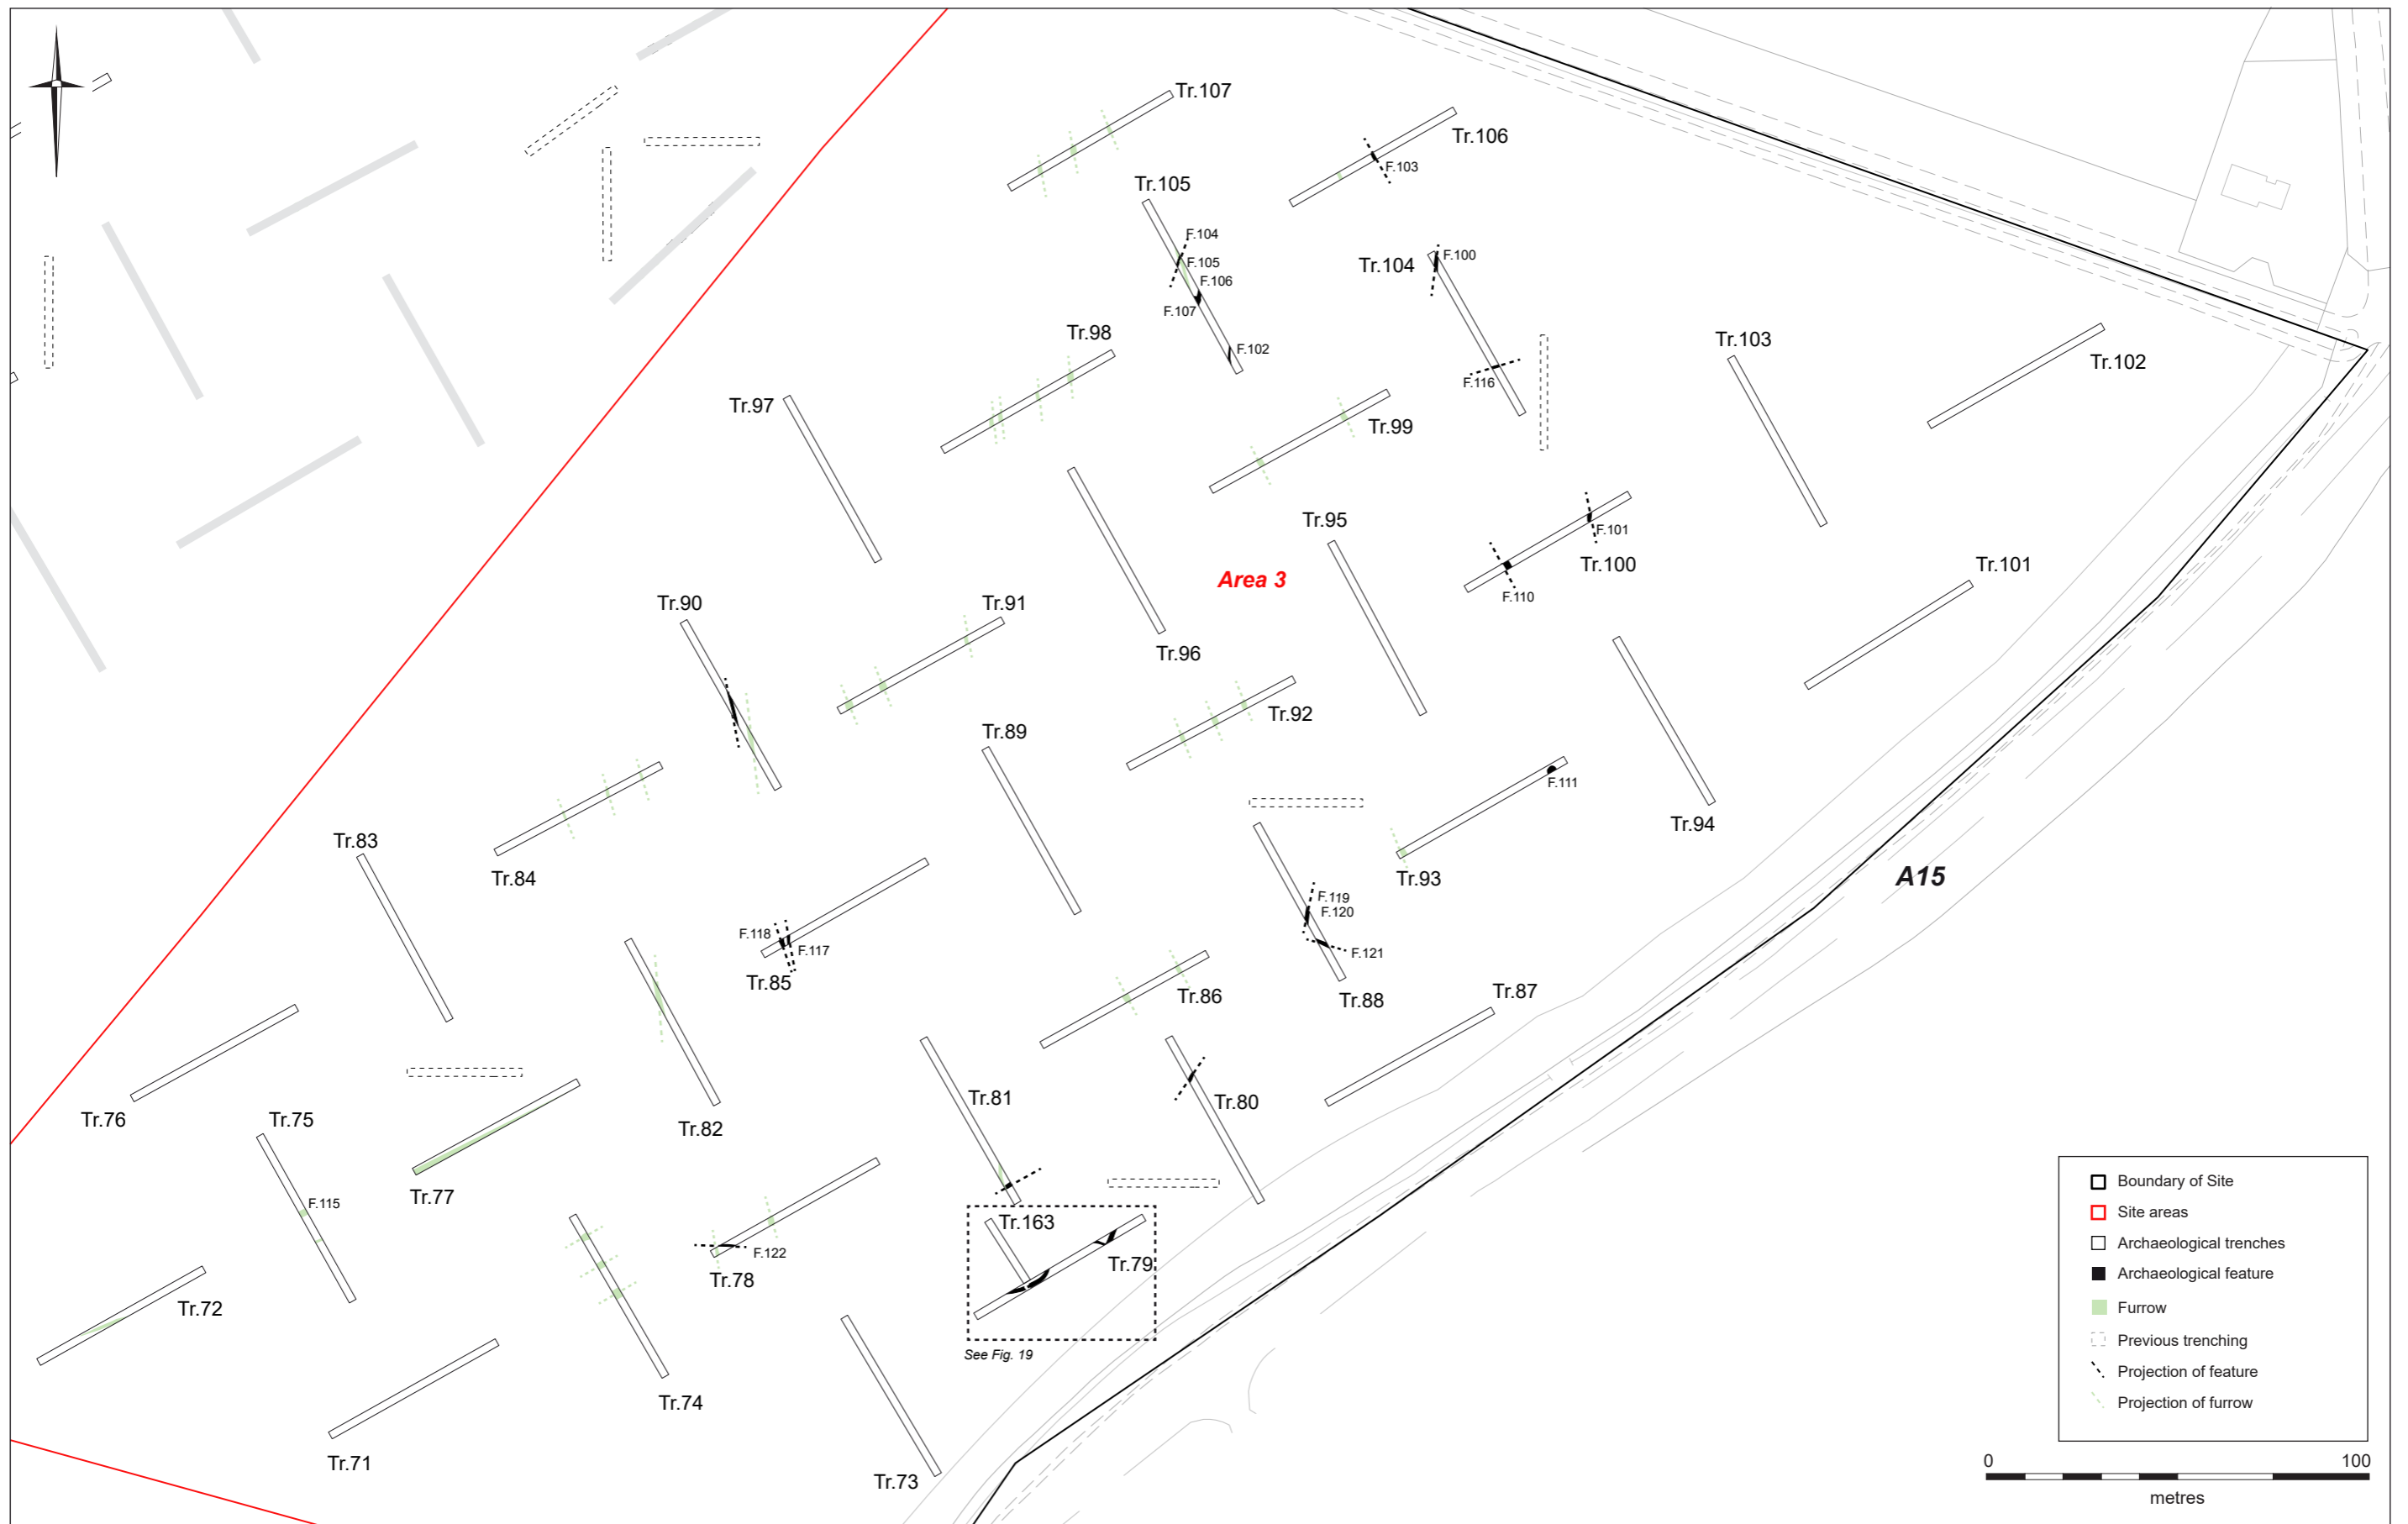 Tr.107
Tr.106
F.103
Tr.105
F.104
F.105
F.106
F.107
F.102
Tr.104
F.100
F.116
Tr.98
Tr.103
Tr.102
Tr.97
Tr.99
Tr.95
F.101
Tr.100
F.110
Area 3
Tr.101
Tr.90
Tr.91
Tr.96
Tr.92
Tr.89
F.111
Tr.94
Tr.93
A15
Tr.83
Tr.84
F.119
F.120
F.121
Tr.88
F.118
F.117
Tr.85
Tr.86
Tr.87
Tr.76
Tr.75
Tr.82
Tr.81
Tr.80
F.115
Tr.77
Tr.163
Tr.79
F.122
Tr.78
Tr.72
See Fig. 19
Tr.74
Tr.71
Tr.73
Boundary of Site
Site areas
Archaeological trenches
Archaeological feature
Furrow
Previous trenching
Projection of feature
Projection of furrow
0 100
metres